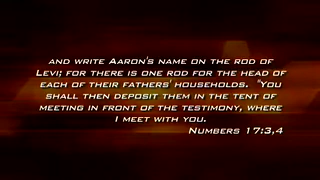 and write Aaron's name on the rod of
Levi; for there is one rod for the head of
each of their fathers' households. "You
shall then deposit them in the tent of
meeting in front of the testimony, where
I meet with you.
Numbers 17:3,4